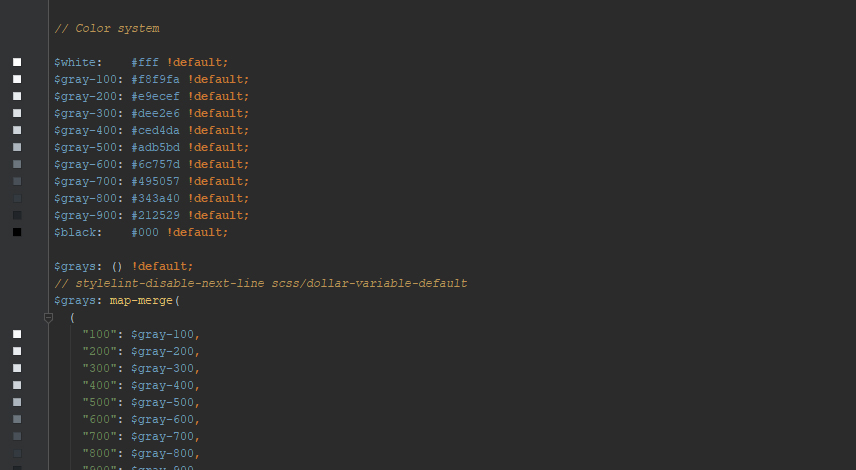 // Color system
$white:    #fff !default;
$gray-100: #f8f9fa !default;
$gray-200: #e9ecef !default;
$gray-300: #dee2e6 !default;
$gray-400: #ced4da !default;
$gray-500: #adb5bd !default;
$gray-600: #6c757d !default;
$gray-700: #495057 !default;
$gray-800: #343a40 !default;
$gray-900: #212529 !default;
$black:    #000 !default;
$grays: () !default;
// stylelint-disable-next-line scss/dollar-variable-default
$grays: map-merge(
  (
    "100": $gray-100,
    "200": $gray-200,
    "300": $gray-300,
    "400": $gray-400,
    "500": $gray-500,
    "600": $gray-600,
    "700": $gray-700,
    "800": $gray-800,
    "900": $gray-900